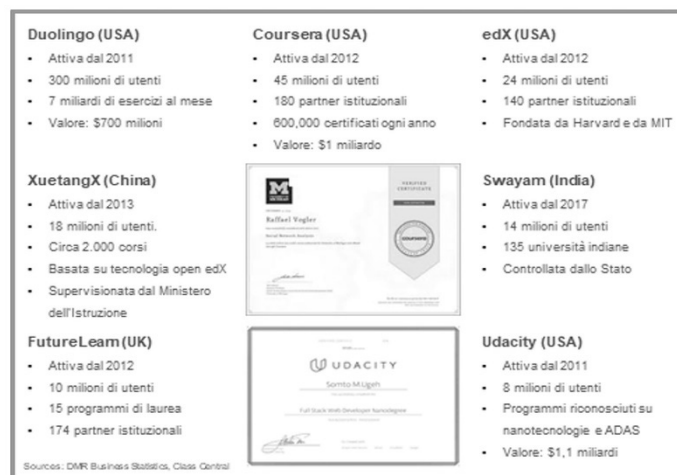 Duolingo (USA)
• Attiva dal 2011
• 300 milioni di utenti
• 7 miliardi di esercizi al mese
• Valore: $700 milioni
Coursera (USA)
• Attiva dal 2012
• 45 milioni di utenti
• 180 partner istituzionali
• 600,000 certificati ogni anno
• Valore: $1 miliardo
edX (USA)
• Attiva dal 2012
• 24 milioni di utenti
• 140 partner istituzionali
• Fondata da Harvard e da MIT
XuetangX (China)
• Attiva dal 2013
• 18 milioni di utenti.
• Circa 2.000 corsi
• Basata su tecnologia open edX
• Supervisionata dal Ministero
dell'Istruzione
M
Raffael Vogler
Social Network Analysis
VERIFIED
CERTIFICATE
Swayam (India)
• Attiva dal 2017
• 14 milioni di utenti
• 135 università indiane
• Controllata dallo Stato
FutureLearn (UK)
• Attiva dal 2012
• 10 milioni di utenti
• 15 programmi di laurea
• 174 partner istituzionali
UDACITY
Somto M.Ugeh
Full Stack Web Developer Nanodegree
Udacity (USA)
• Attiva dal 2011
• 8 milioni di utenti
• Programmi riconosciuti su
nanotecnologie e ADAS
• Valore: $1,1 miliardi
Sources: DMR Business Statistics, Class Central